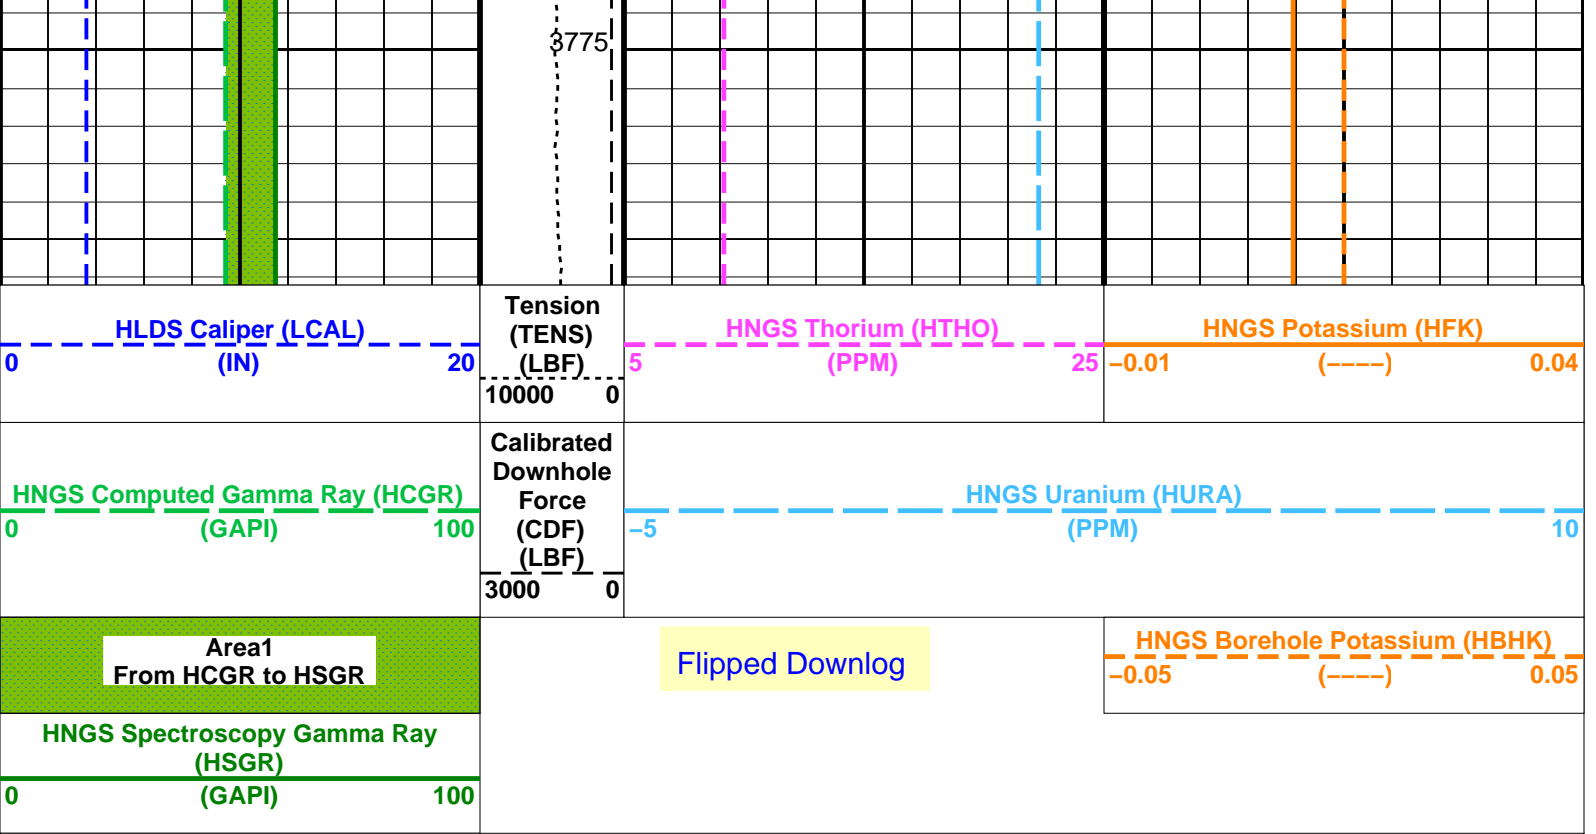 3775
HLDS Caliper (LCAL)
0 (IN) 20
Tension
(TENS)
(LBF)
10000 0
HNGS Thorium (HTHO)
5 (PPM) 25
HNGS Potassium (HFK)
−0.01 (−−−−) 0.04
HNGS Computed Gamma Ray (HCGR)
0 (GAPI) 100
Calibrated
Downhole
Force
(CDF)
(LBF)
3000 0
HNGS Uranium (HURA)
−5 (PPM) 10
Area1
From HCGR to HSGR
Flipped Downlog
HNGS Borehole Potassium (HBHK)
−0.05 (−−−−) 0.05
HNGS Spectroscopy Gamma Ray
(HSGR)
0 (GAPI) 100